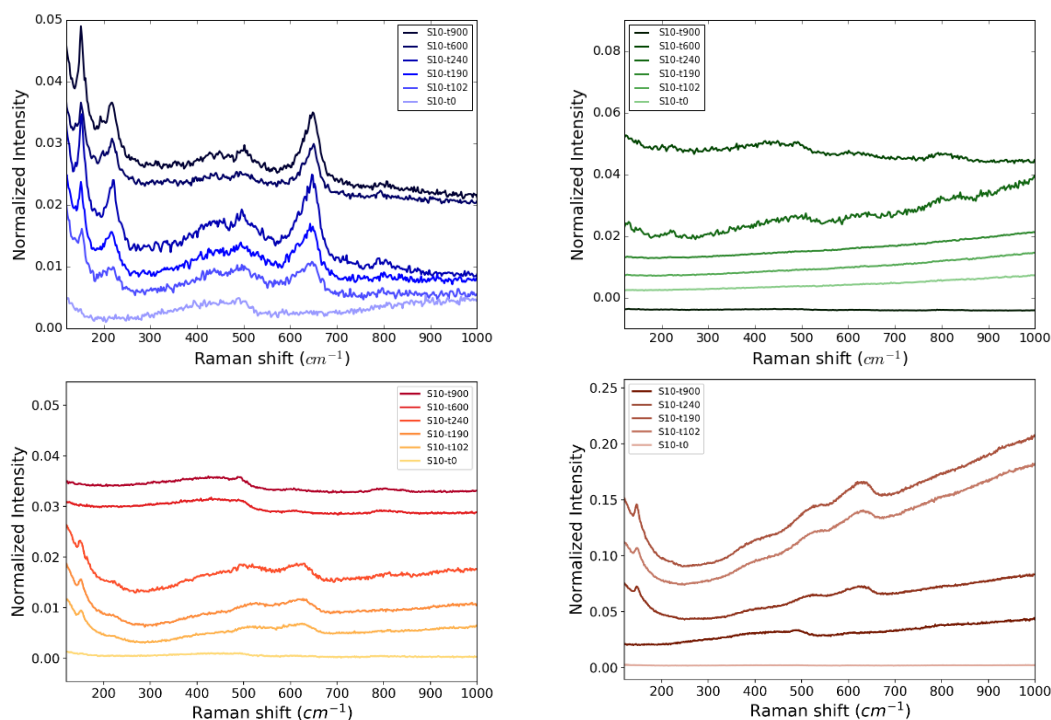 0.05
0.04
0.03
0.02
0.01
0.00
Normalized Intensity
S10-t900
S10-t600
S10-t240
S10-t190
S10-t102
S10-t0
200 300 400 500 600 700 800 900 1000
Raman shift (cm⁻¹)
0.08
0.06
0.04
0.02
0.00
Normalized Intensity
S10-t900
S10-t600
S10-t240
S10-t190
S10-t102
S10-t0
200 300 400 500 600 700 800 900 1000
Raman shift (cm⁻¹)
0.05
0.04
0.03
0.02
0.01
0.00
Normalized Intensity
S10-t900
S10-t600
S10-t240
S10-t190
S10-t102
S10-t0
200 300 400 500 600 700 800 900 1000
Raman shift (cm⁻¹)
0.25
0.20
0.15
0.10
0.05
0.00
Normalized Intensity
S10-t900
S10-t240
S10-t190
S10-t102
S10-t0
200 300 400 500 600 700 800 900 1000
Raman shift (cm⁻¹)